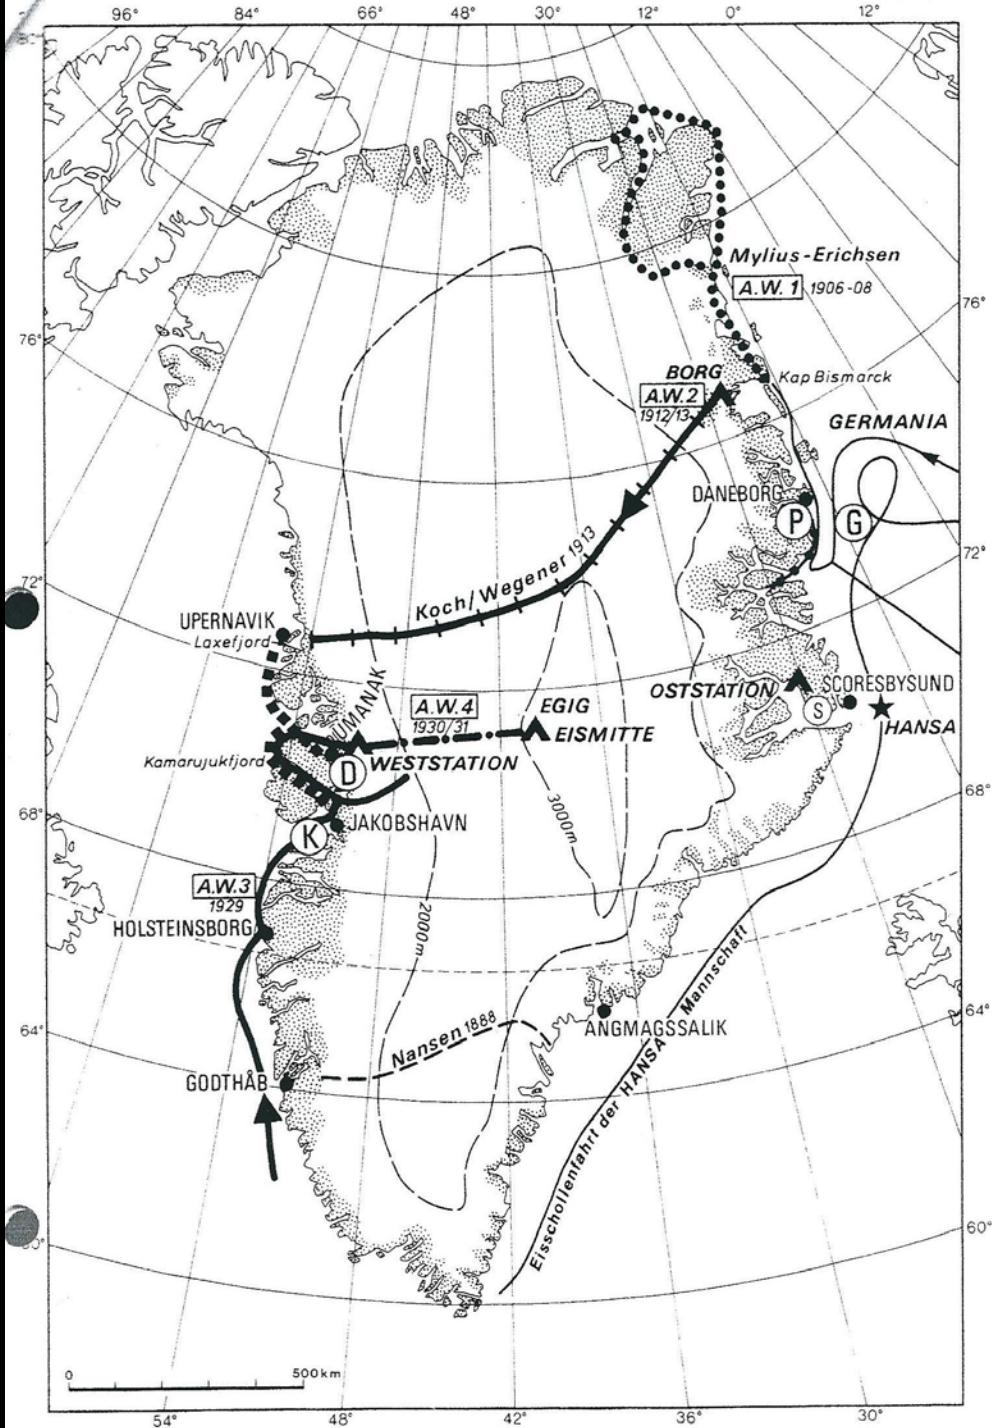 96°
84°
66°
48°
30°
12°
0°
12°
Mylius-Erichsen
A.W. 1 1906-08
76°
76°
BORG
Kap Bismarck
A.W.2
1912/13
GERMANIA
DANEBORG
P
G
72°
72°
Koch/Wegener 1913
UPERNAVIK
Laxefjord
UMANAK
A.W.4
1930/31
EGIG
EISMITTE
OSTSTATION
SCORESBYSUND
S
HANSA
Kamarujukfjord
D
WESTSTATION
68°
68°
3000m
K
JAKOBSHAVN
A.W.3
1929
HOLSTEINSBORG
2000m
64°
64°
Nansen 1888
ANGMAGSSALIK
GODTHÅB
Eisschollenfahrt der HANSA Mannschaft
60°
0
500km
54°
48°
42°
36°
30°